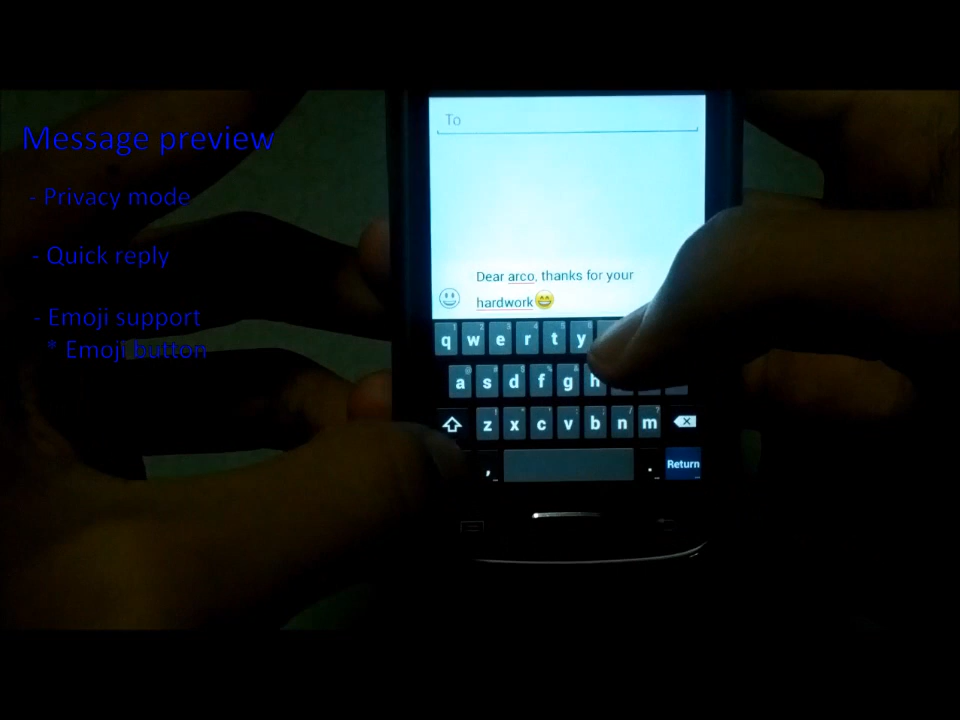 Message preview
- Privacy mode
- Quick reply
- Emoji support
* Emoji button
To
Dear arco, thanks for your
hardwork😄
q w e r t y
a s d f g h
z x c v b n m
, . Return